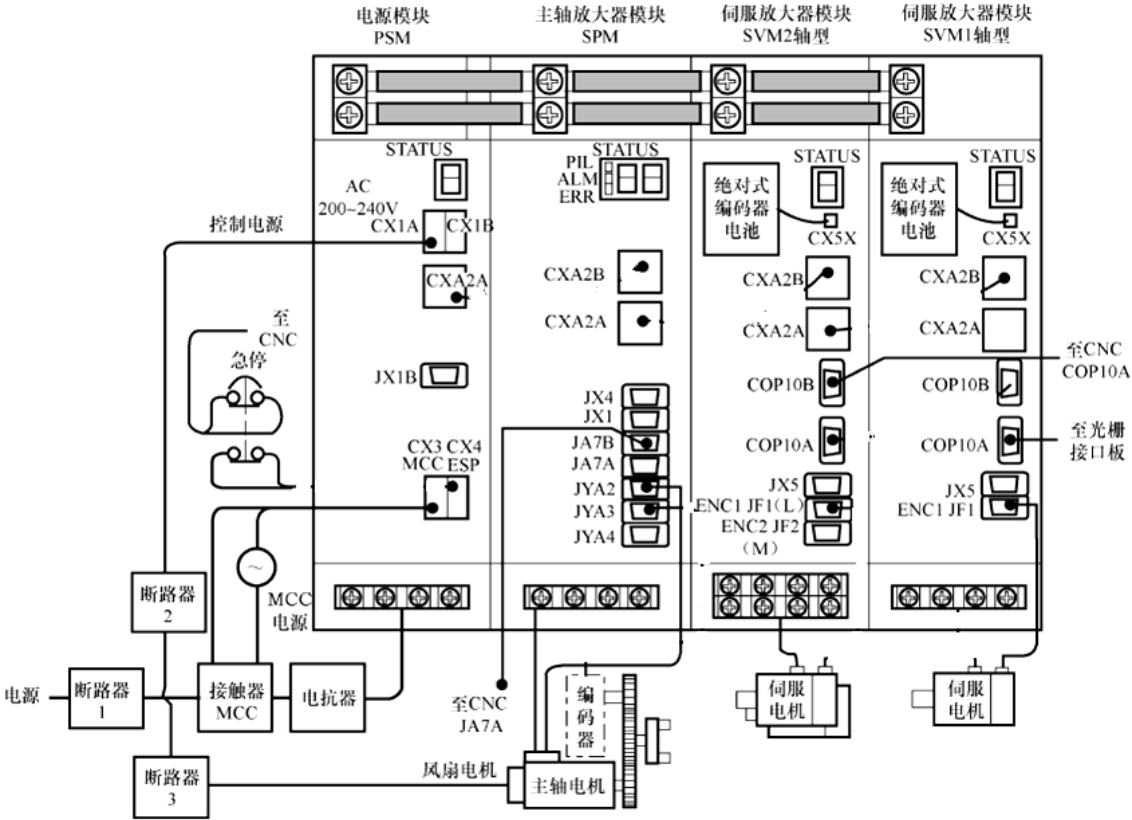 电源模块
PSM
主轴放大器模块
SPM
伺服放大器模块
SVM2轴型
伺服放大器模块
SVM1轴型
STATUS
AC
200~240V
CX1A
CX1B
控制电源
CXA2A
至
CNC
急停
JX1B
CX3 CX4
MCC ESP
断路器
2
MCC
电源
电源
断路器
1
接触器
MCC
电抗器
断路器
3
风扇电机
STATUS
PIL
ALM
ERR
CXA2B
CXA2A
JX4
JX1
JA7B
JA7A
JYA2
JYA3
JYA4
至CNC
JA7A
编
码
器
主轴电机
STATUS
绝对式
编码器
电池
CX5X
CXA2B
CXA2A
COP10B
COP10A
JX5
ENC1 JF1(L)
ENC2 JF2
(M)
伺服
电机
STATUS
绝对式
编码器
电池
CX5X
CXA2B
CXA2A
COP10B
COP10A
JX5
ENC1 JF1
至CNC
COP10A
至光栅
接口板
伺服
电机